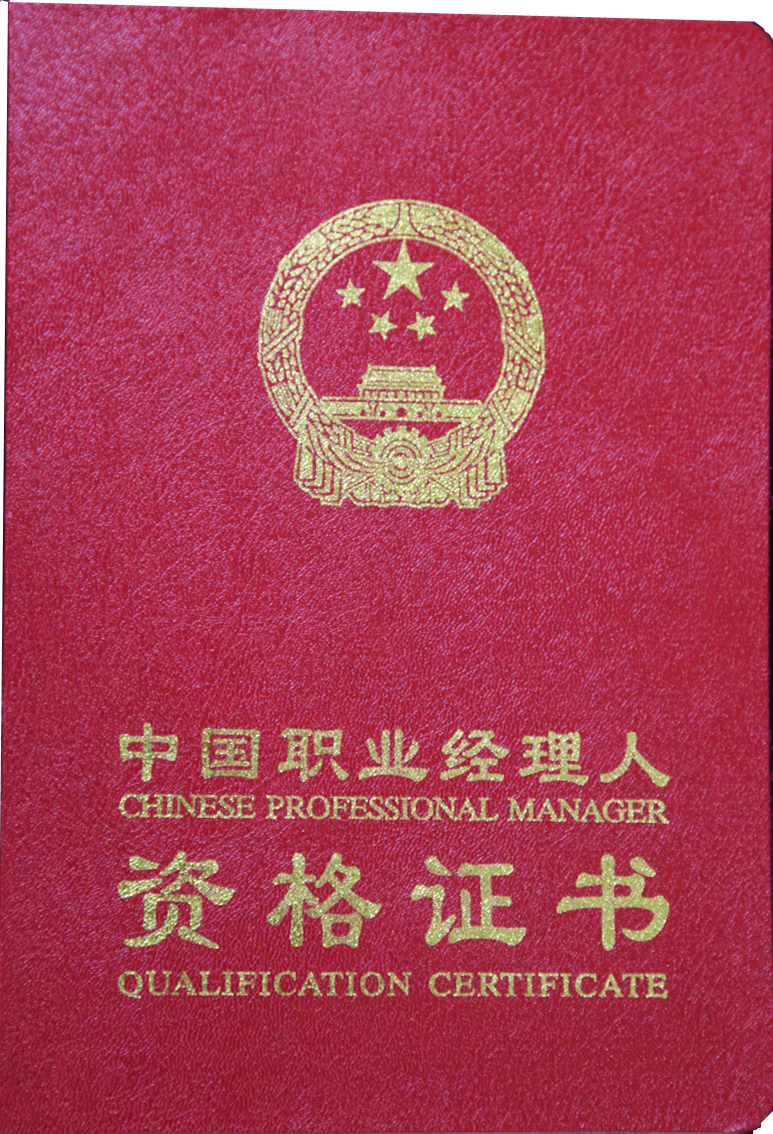 中国职业经理人
CHINESE PROFESSIONAL MANAGER
资格证书
QUALIFICATION CERTIFICATE